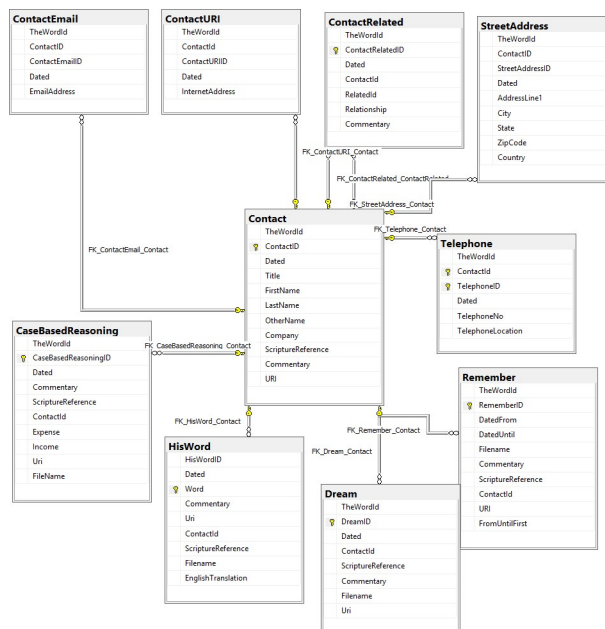 ContactEmail
TheWordId
ContactID
ContactEmailID
Dated
EmailAddress
ContactURI
TheWordId
ContactId
ContactURIID
Dated
InternetAddress
ContactRelated
TheWordId
ContactRelatedID
Dated
ContactId
RelatedId
Relationship
Commentary
StreetAddress
TheWordId
ContactID
StreetAddressID
Dated
AddressLine1
City
State
ZipCode
Country
FK_ContactURI_Contact
FK_ContactRelated_ContactRelated
FK_StreetAddress_Contact
FK_Telephone_Contact
FK_ContactEmail_Contact
Contact
TheWordId
ContactID
Dated
Title
FirstName
LastName
OtherName
Company
ScriptureReference
Commentary
URI
Telephone
TheWordId
ContactId
TelephoneID
Dated
TelephoneNo
TelephoneLocation
CaseBasedReasoning
TheWordId
CaseBasedReasoningID
Dated
Commentary
ScriptureReference
ContactId
Expense
Income
Uri
FileName
FK_CaseBasedReasoning_Contact
FK_HisWord_Contact
FK_Remember_Contact
FK_Dream_Contact
HisWord
HisWordID
Dated
Word
Commentary
Uri
ContactId
ScriptureReference
Filename
EnglishTranslation
Dream
TheWordId
DreamID
Dated
ContactId
ScriptureReference
Commentary
Filename
Uri
Remember
TheWordId
RememberID
DatedFrom
DatedUntil
Filename
Commentary
ScriptureReference
ContactId
URI
FromUntilFirst